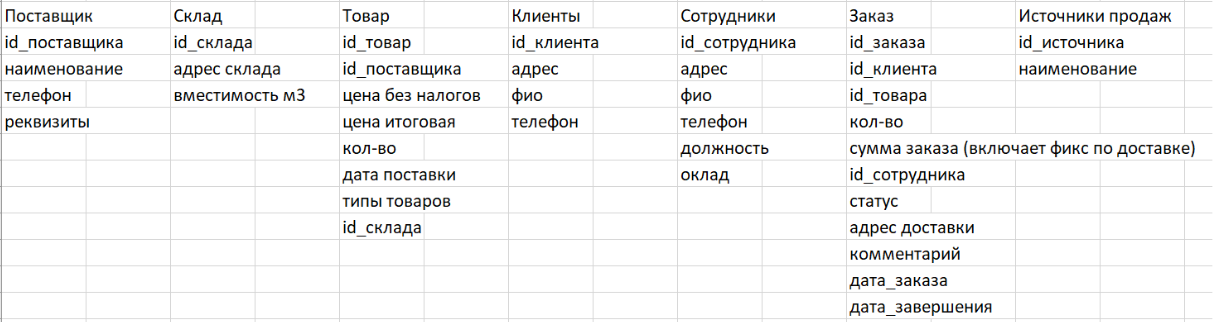 Поставщик Склад Товар Клиенты Сотрудники Заказ Источники продаж
id_поставщика id_склада id_товар id_клиента id_сотрудника id_заказа id_источника
наименование адрес склада id_поставщика адрес адрес id_клиента наименование
телефон вместимость м3 цена без налогов фио фио id_товара
реквизиты цена итоговая телефон телефон кол-во
кол-во должность сумма заказа (включает фикс по доставке)
дата поставки оклад id_сотрудника
типы товаров статус
id_склада адрес доставки
комментарий
дата_заказа
дата_завершения